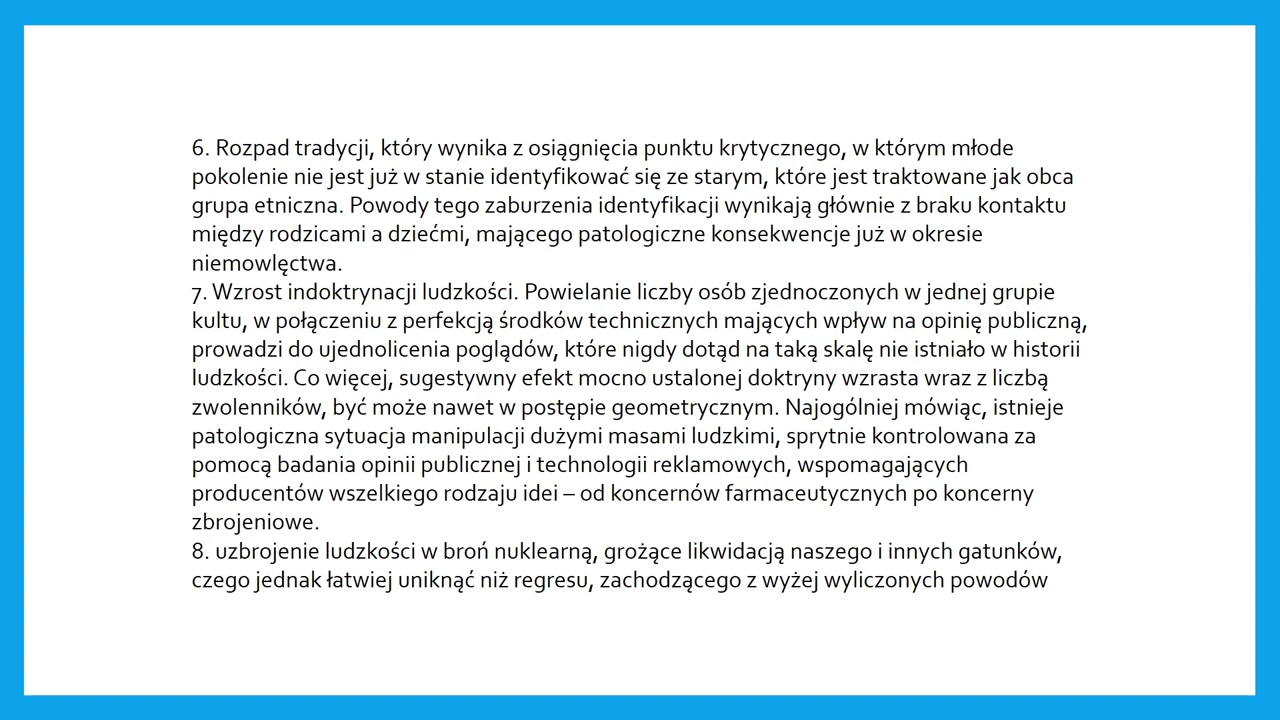 6. Rozpad tradycji, który wynika z osiągnięcia punktu krytycznego, w którym młode
pokolenie nie jest już w stanie identyfikować się ze starym, które jest traktowane jak obca
grupa etniczna. Powody tego zaburzenia identyfikacji wynikają głównie z braku kontaktu
między rodzicami a dziećmi, mającego patologiczne konsekwencje już w okresie
niemowlęctwa.
7. Wzrost indoktrynacji ludzkości. Powielanie liczby osób zjednoczonych w jednej grupie
kultu, w połączeniu z perfekcją środków technicznych mających wpływ na opinię publiczną,
prowadzi do ujednolicenia poglądów, które nigdy dotąd na taką skalę nie istniało w historii
ludzkości. Co więcej, sugestywny efekt mocno ustalonej doktryny wzrasta wraz z liczbą
zwolenników, być może nawet w postępie geometrycznym. Najogólniej mówiąc, istnieje
patologiczna sytuacja manipulacji dużymi masami ludzkimi, sprytnie kontrolowana za
pomocą badania opinii publicznej i technologii reklamowych, wspomagających
producentów wszelkiego rodzaju idei – od koncernów farmaceutycznych po koncerny
zbrojeniowe.
8. uzbrojenie ludzkości w broń nuklearną, grożące likwidacją naszego i innych gatunków,
czego jednak łatwiej uniknąć niż regresu, zachodzącego z wyżej wyliczonych powodów